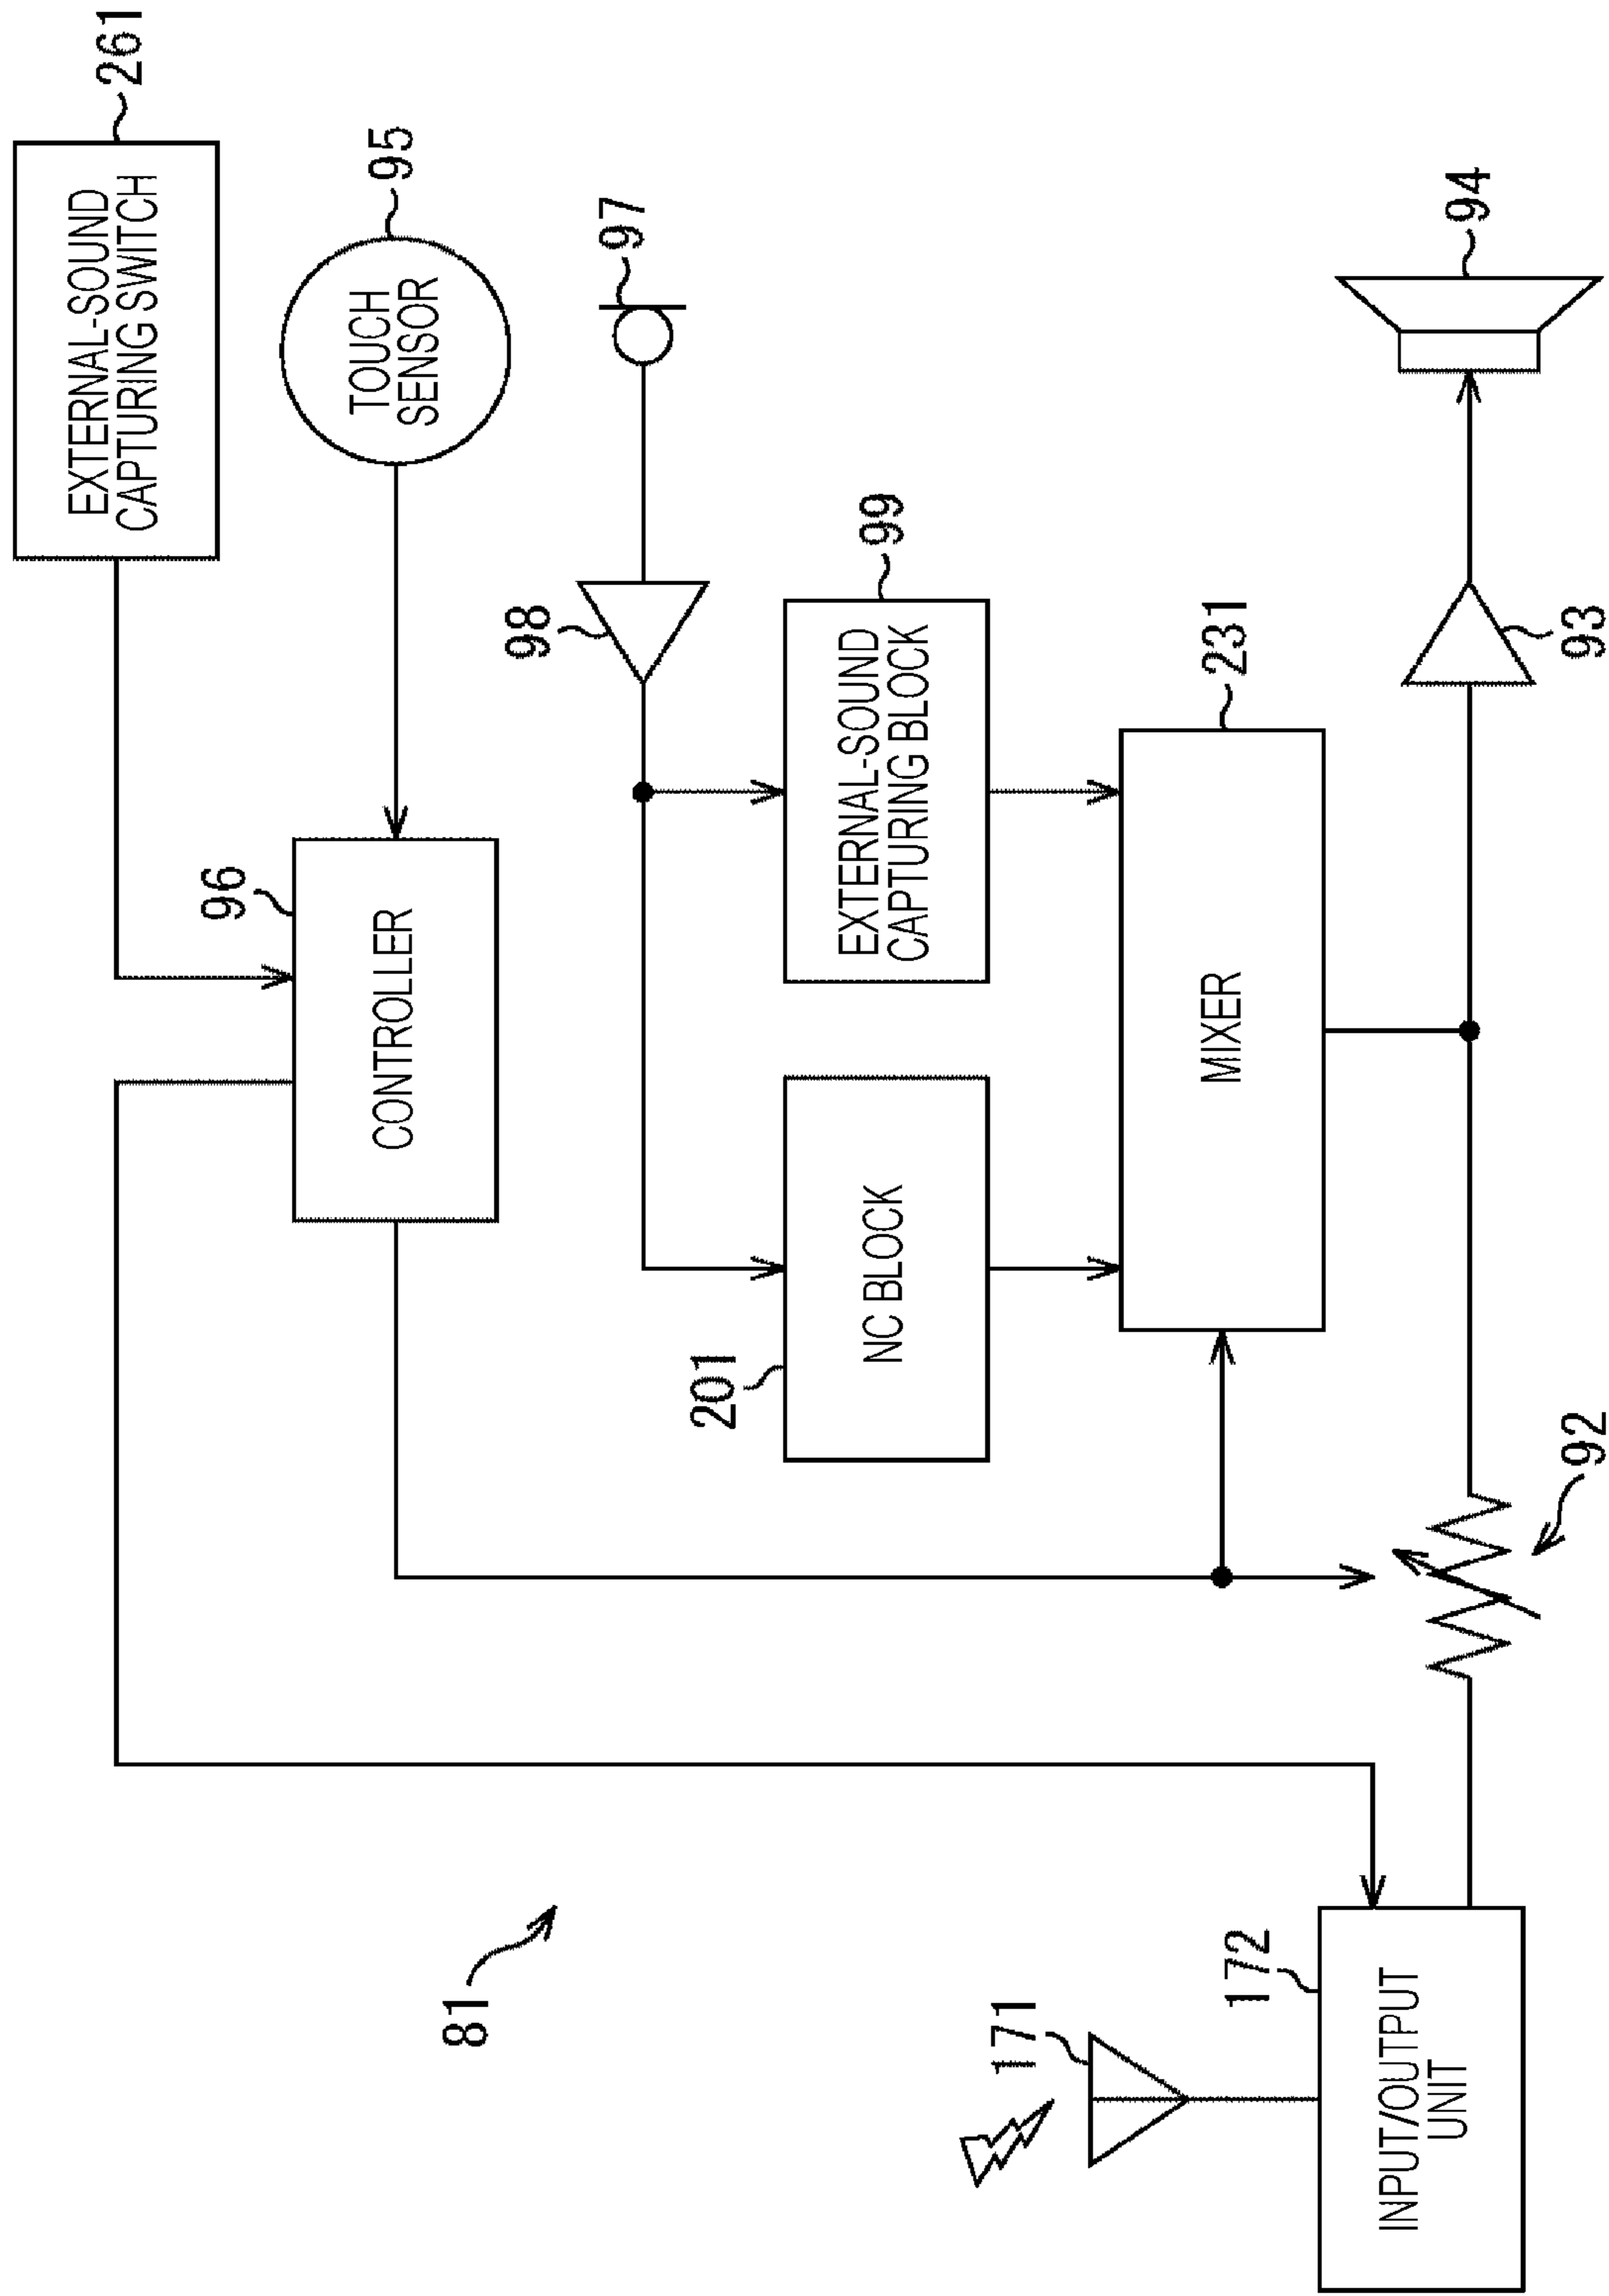 81
171
172
INPUT/OUTPUT
UNIT
92
96
CONTROLLER
EXTERNAL-SOUND
CAPTURING SWITCH
261
TOUCH
SENSOR
95
97
98
201
NC BLOCK
EXTERNAL-SOUND
CAPTURING BLOCK
99
MIXER
231
93
94